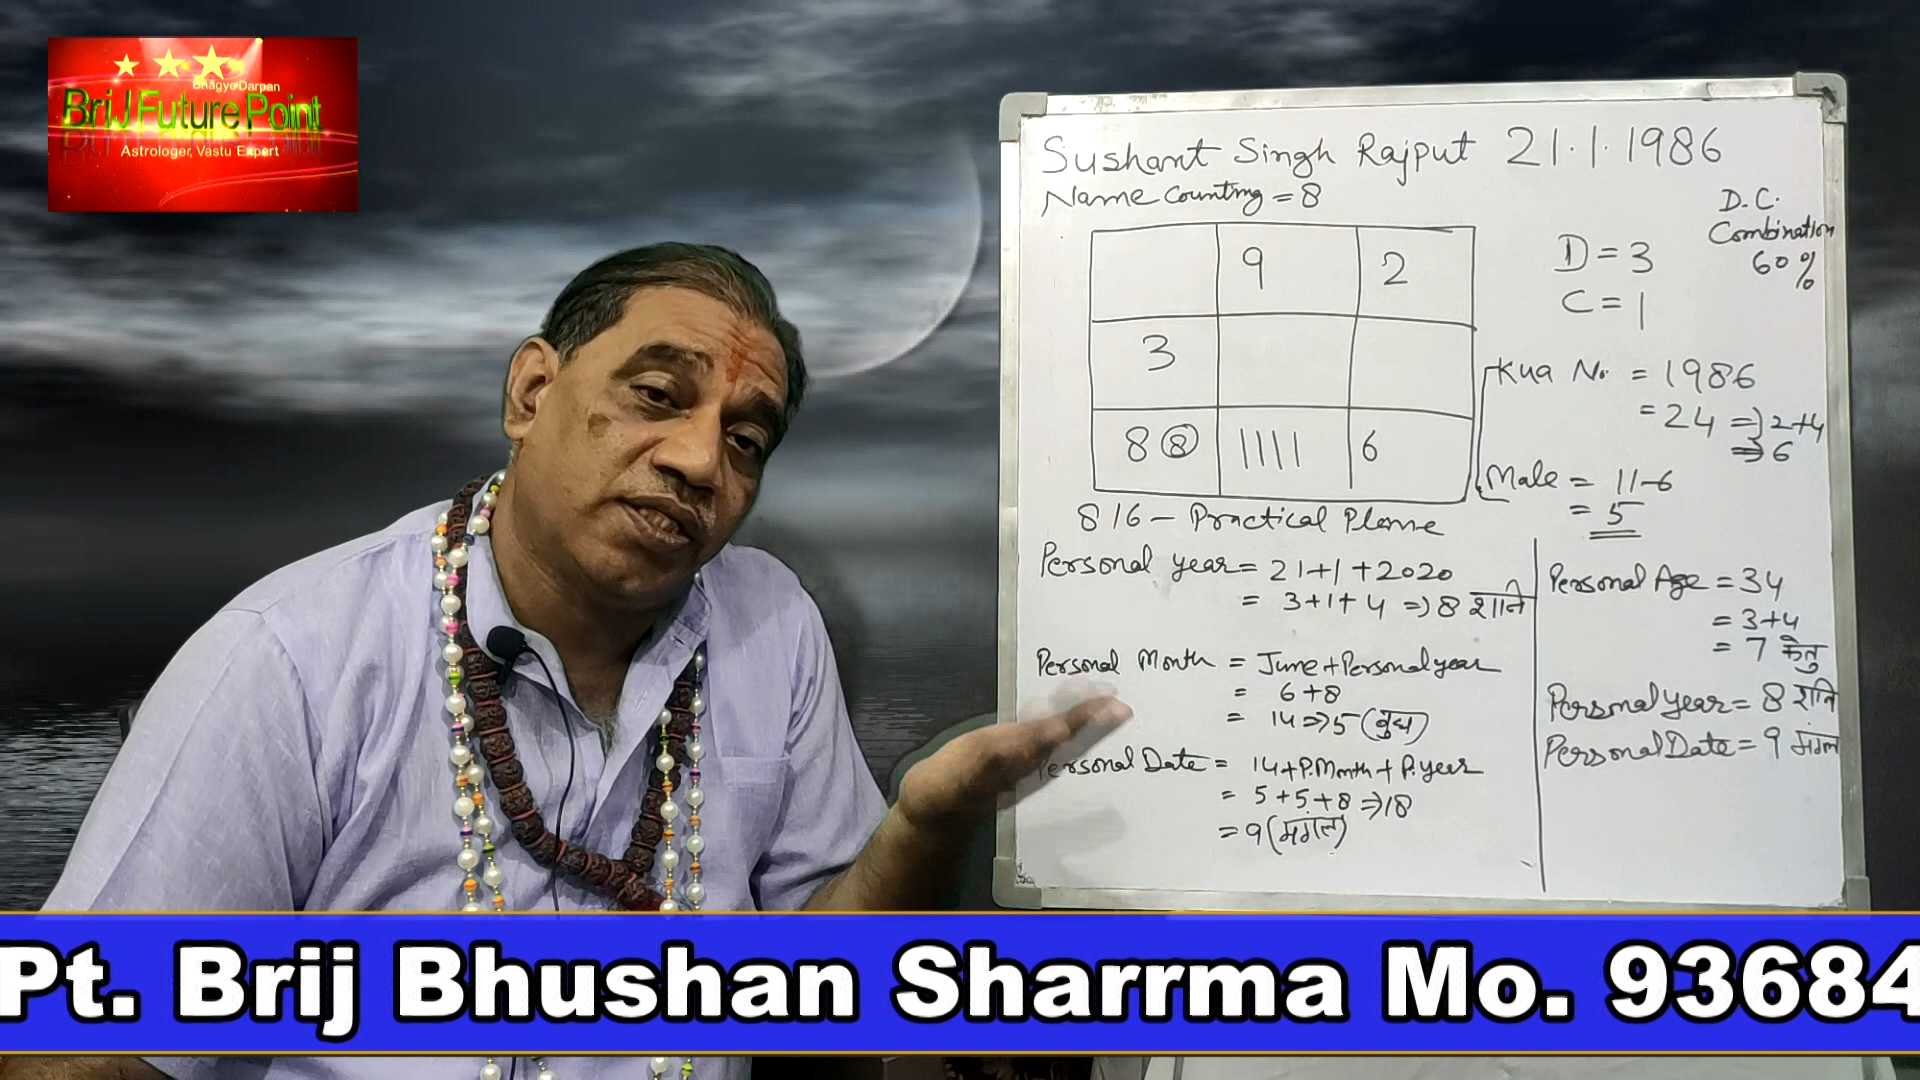 Bhagyo Darpan
BriJ Future Point
Astrologer, Vastu Expert
Sushant Singh Rajput 21.1.1986
Name counting = 8
D.C.
Combination
60%
9 2
3
8 8 1111 6
D = 3
C = 1
Kua No. = 1986
= 24 => 2+4
=> 6
Male = 11-6
= 5
816 - Practical Plane
Personal year = 21+1+2020
= 3+1+4 => 8 शनि
Personal Month = June + Personal year
= 6+8
= 14 => 5 (बुध)
Personal Date = 14+P.Month+P.year
= 5+5+8 => 18
= 9 (मंगल)
Personal Age = 34
= 3+4
= 7 केतु
Personal year = 8 शनि
Personal Date = 9 मंगल
Pt. Brij Bhushan Sharrma Mo. 93684